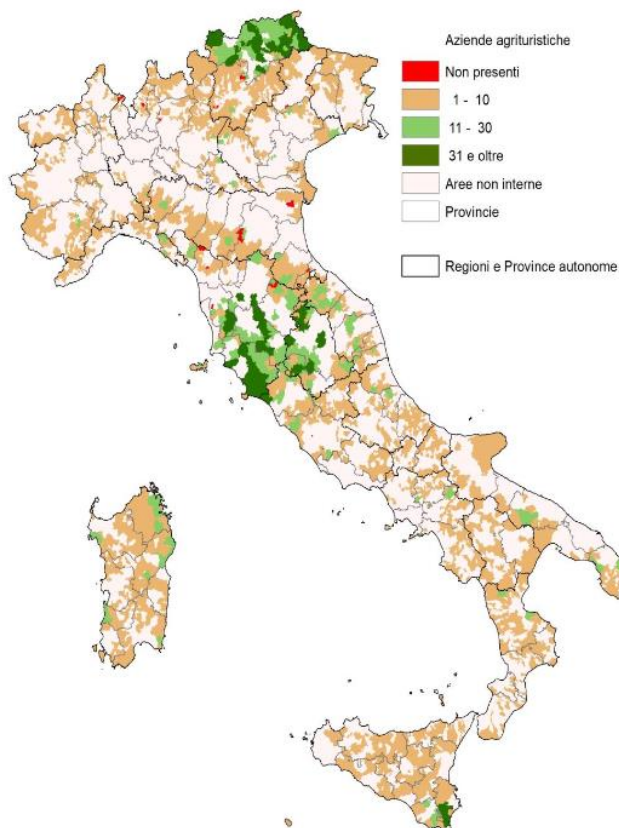 Aziende agrituristiche
Non presenti
1 - 10
11 - 30
31 e oltre
Aree non interne
Provincie
Regioni e Province autonome